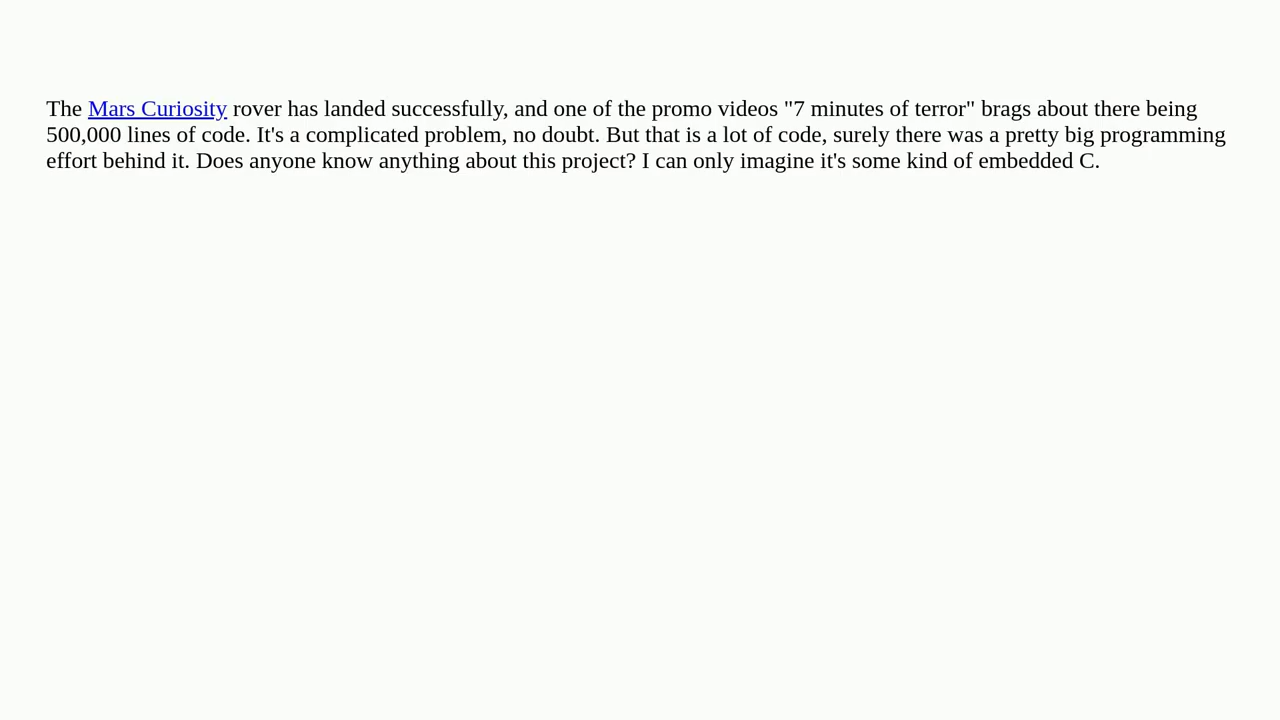 The Mars Curiosity rover has landed successfully, and one of the promo videos "7 minutes of terror" brags about there being
500,000 lines of code. It's a complicated problem, no doubt. But that is a lot of code, surely there was a pretty big programming
effort behind it. Does anyone know anything about this project? I can only imagine it's some kind of embedded C.